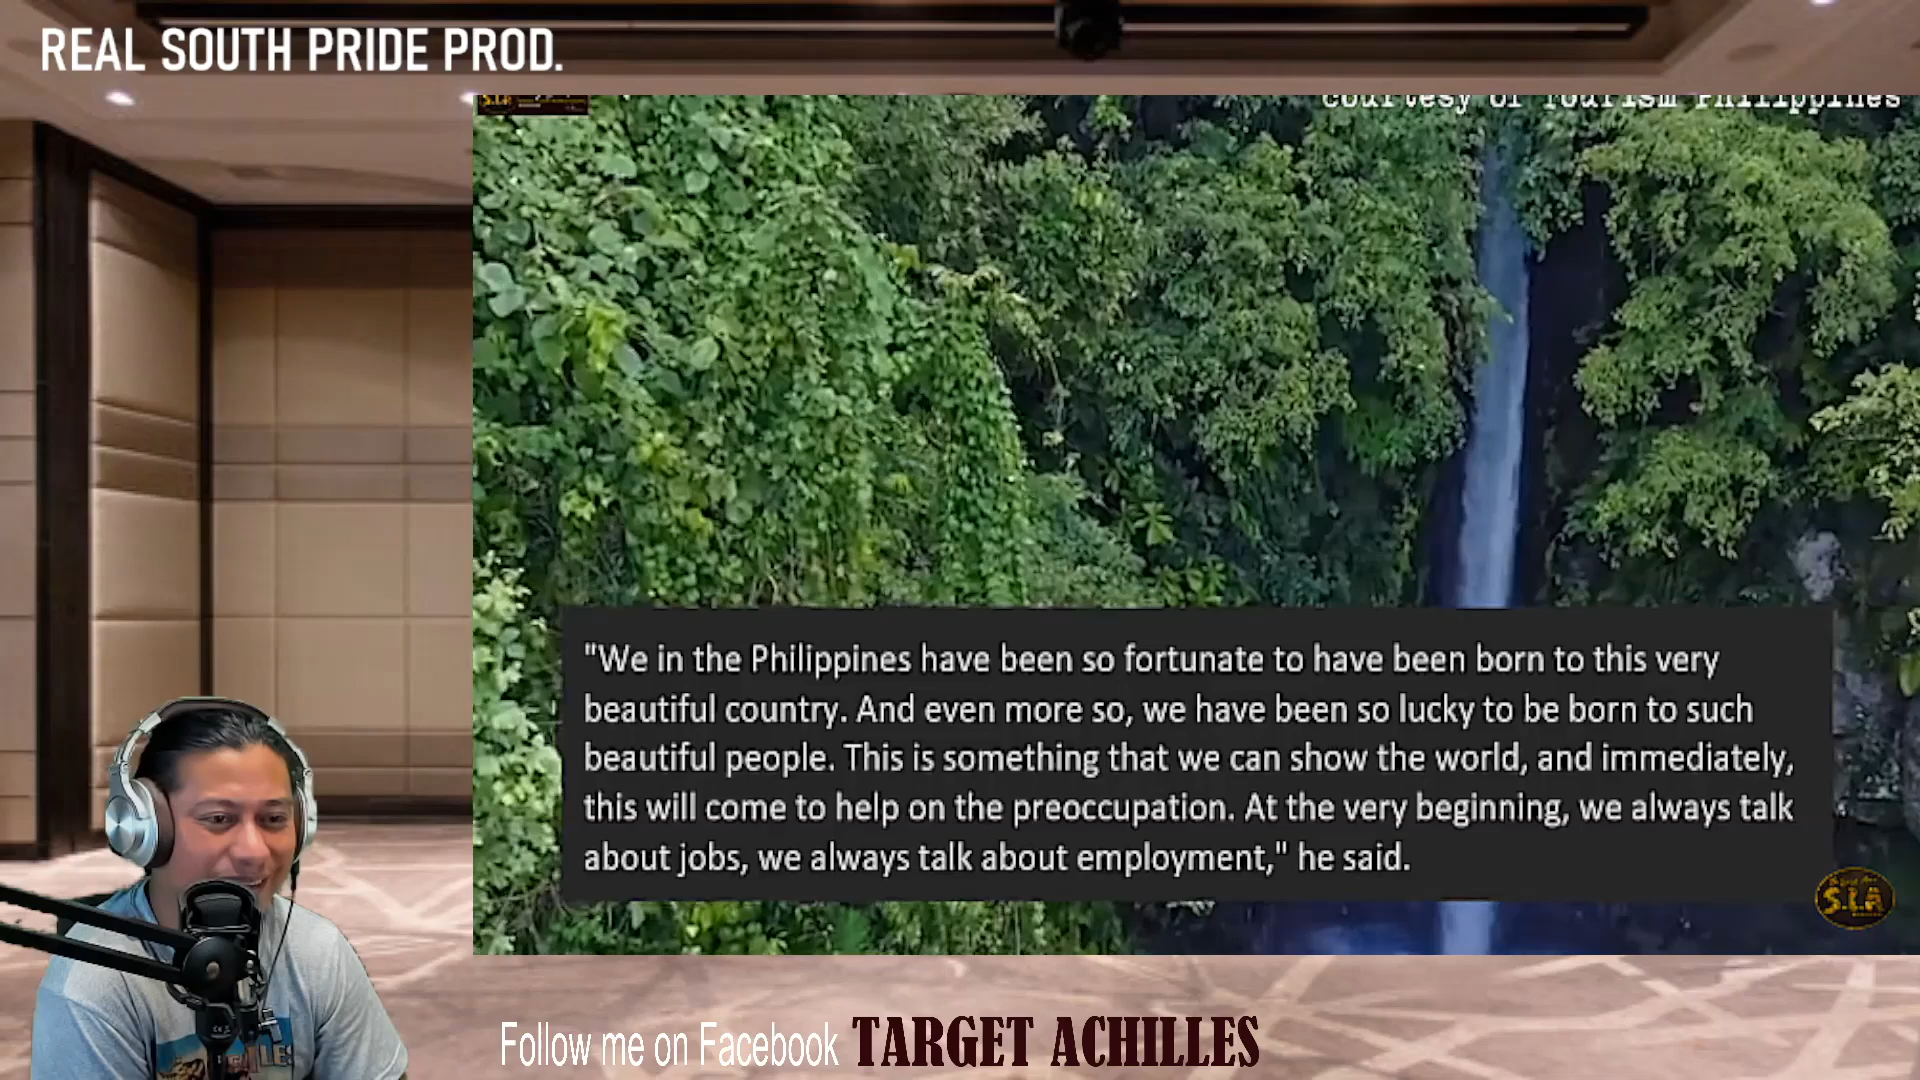 REAL SOUTH PRIDE PROD.
S.I.A
courtesy of Tourism Philippines
"We in the Philippines have been so fortunate to have been born to this very
beautiful country. And even more so, we have been so lucky to be born to such
beautiful people. This is something that we can show the world, and immediately,
this will come to help on the preoccupation. At the very beginning, we always talk
about jobs, we always talk about employment," he said.
S.I.A
Follow me on Facebook TARGET ACHILLES